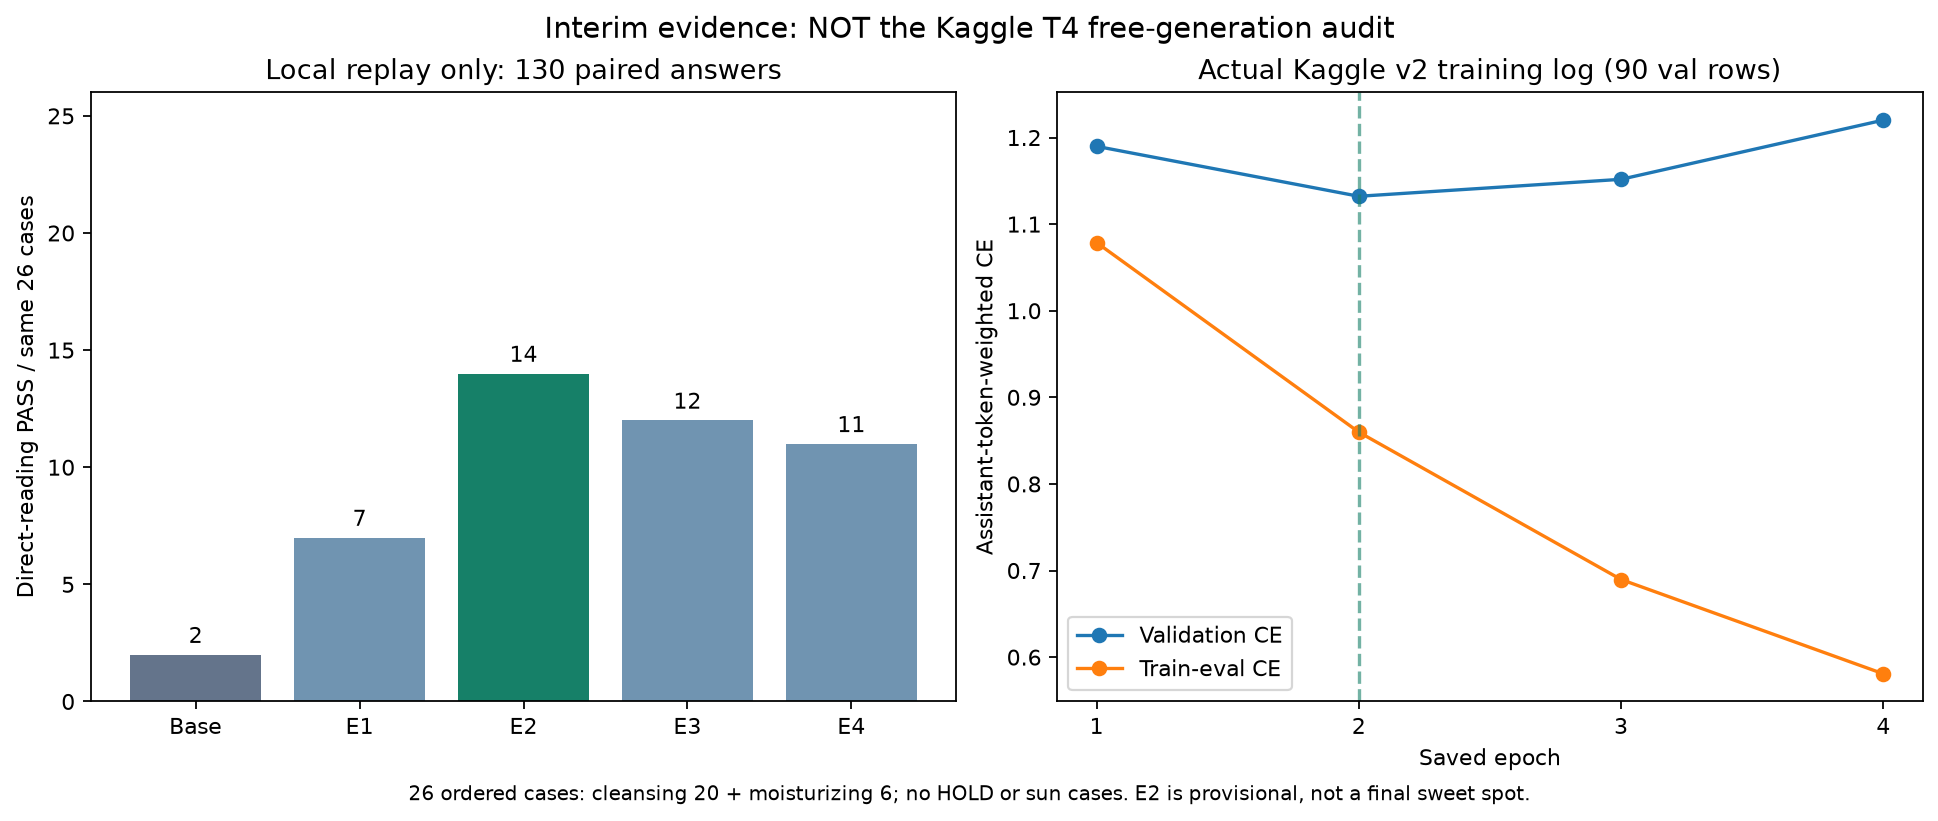 Interim evidence: NOT the Kaggle T4 free-generation audit
Local replay only: 130 paired answers
Direct-reading PASS / same 26 cases
25
20
15
10
5
0
2
7
14
12
11
Base
E1
E2
E3
E4
Actual Kaggle v2 training log (90 val rows)
Assistant-token-weighted CE
1.2
1.1
1.0
0.9
0.8
0.7
0.6
Validation CE
Train-eval CE
1
2
3
4
Saved epoch
26 ordered cases: cleansing 20 + moisturizing 6; no HOLD or sun cases. E2 is provisional, not a final sweet spot.